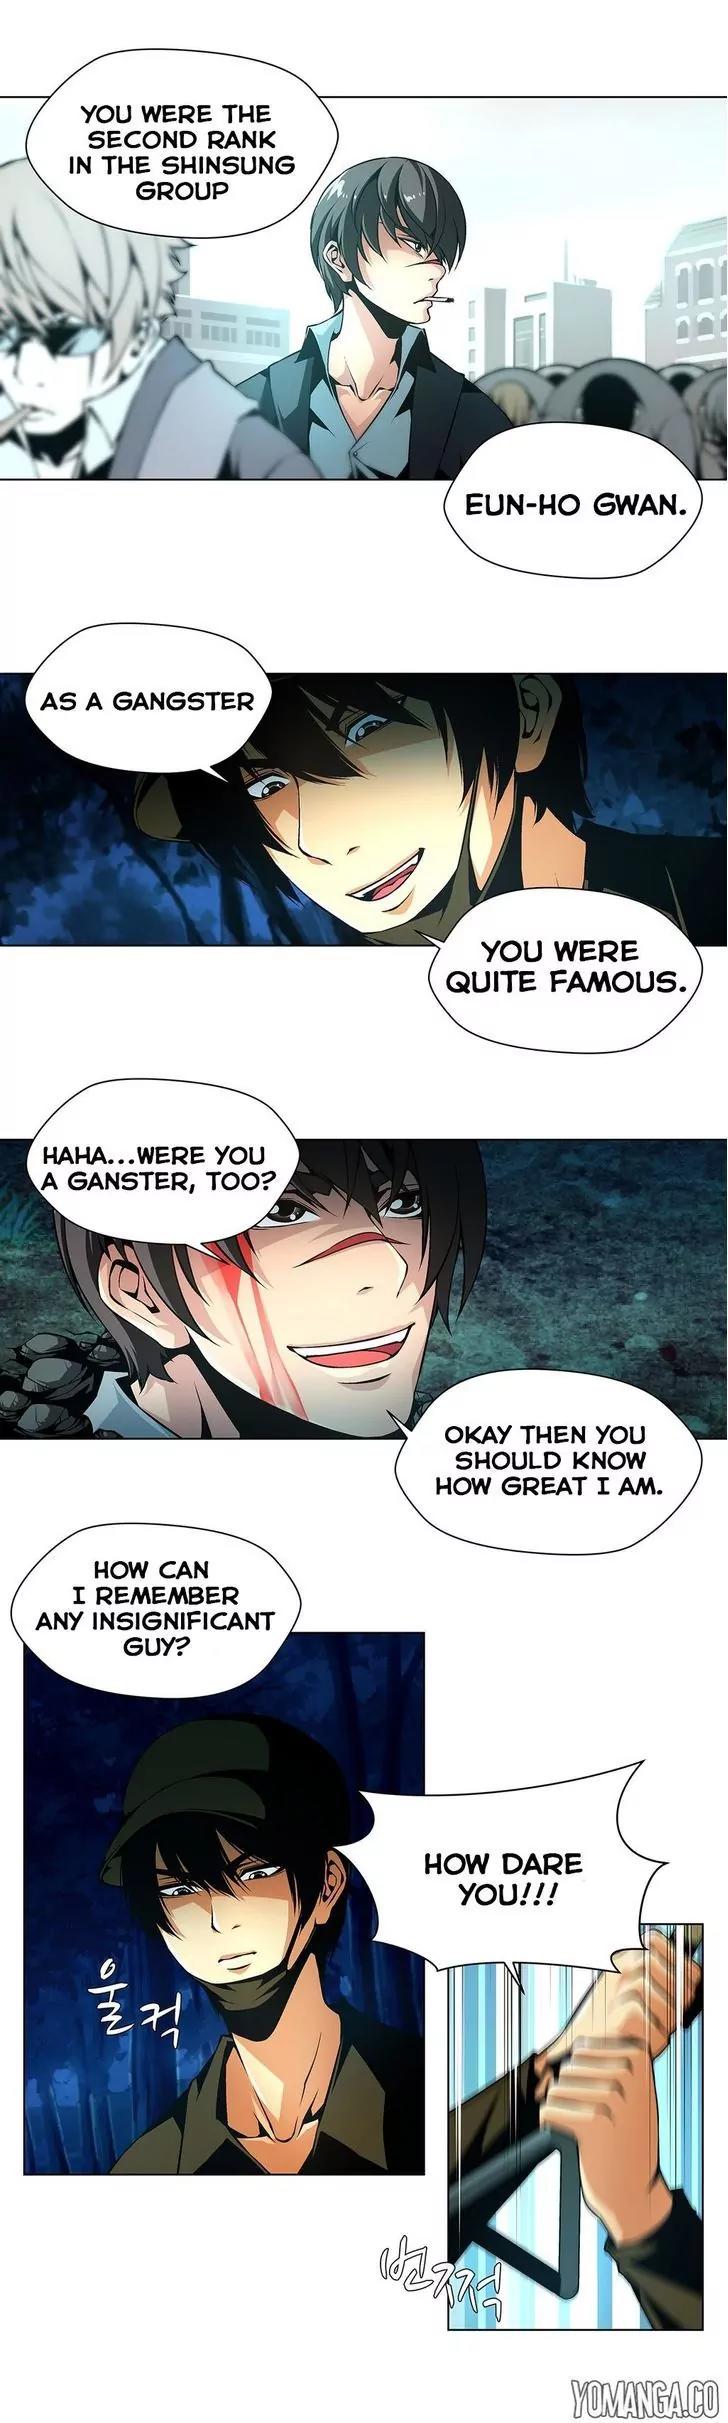 YOU WERE THE
SECOND RANK
IN THE SHINSUNG
GROUP
EUN-HO GWAN.
AS A GANGSTER
YOU WERE
QUITE FAMOUS.
HAHA...WERE YOU
A GANSTER, TOO?
OKAY THEN YOU
SHOULD KNOW
HOW GREAT I AM.
HOW CAN
I REMEMBER
ANY INSIGNIFICANT
GUY?
울컥
HOW DARE
YOU!!!
번쩍
YOMANGA.CO